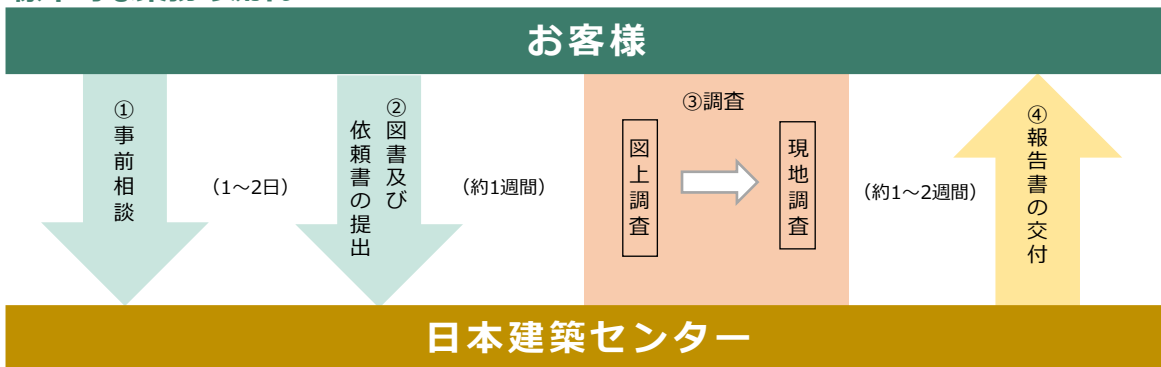 お客様
①事前相談
（1～2日）
②図書及び
依頼書の提出
（約1週間）
③調査
図上調査
現地調査
（約1～2週間）
④報告書の交付
日本建築センター